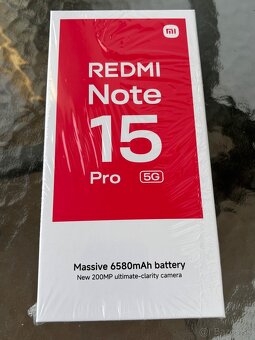 mi
REDMI
Note
15
Pro 5G
Massive 6580mAh battery
New 200MP ultimate-clarity camera